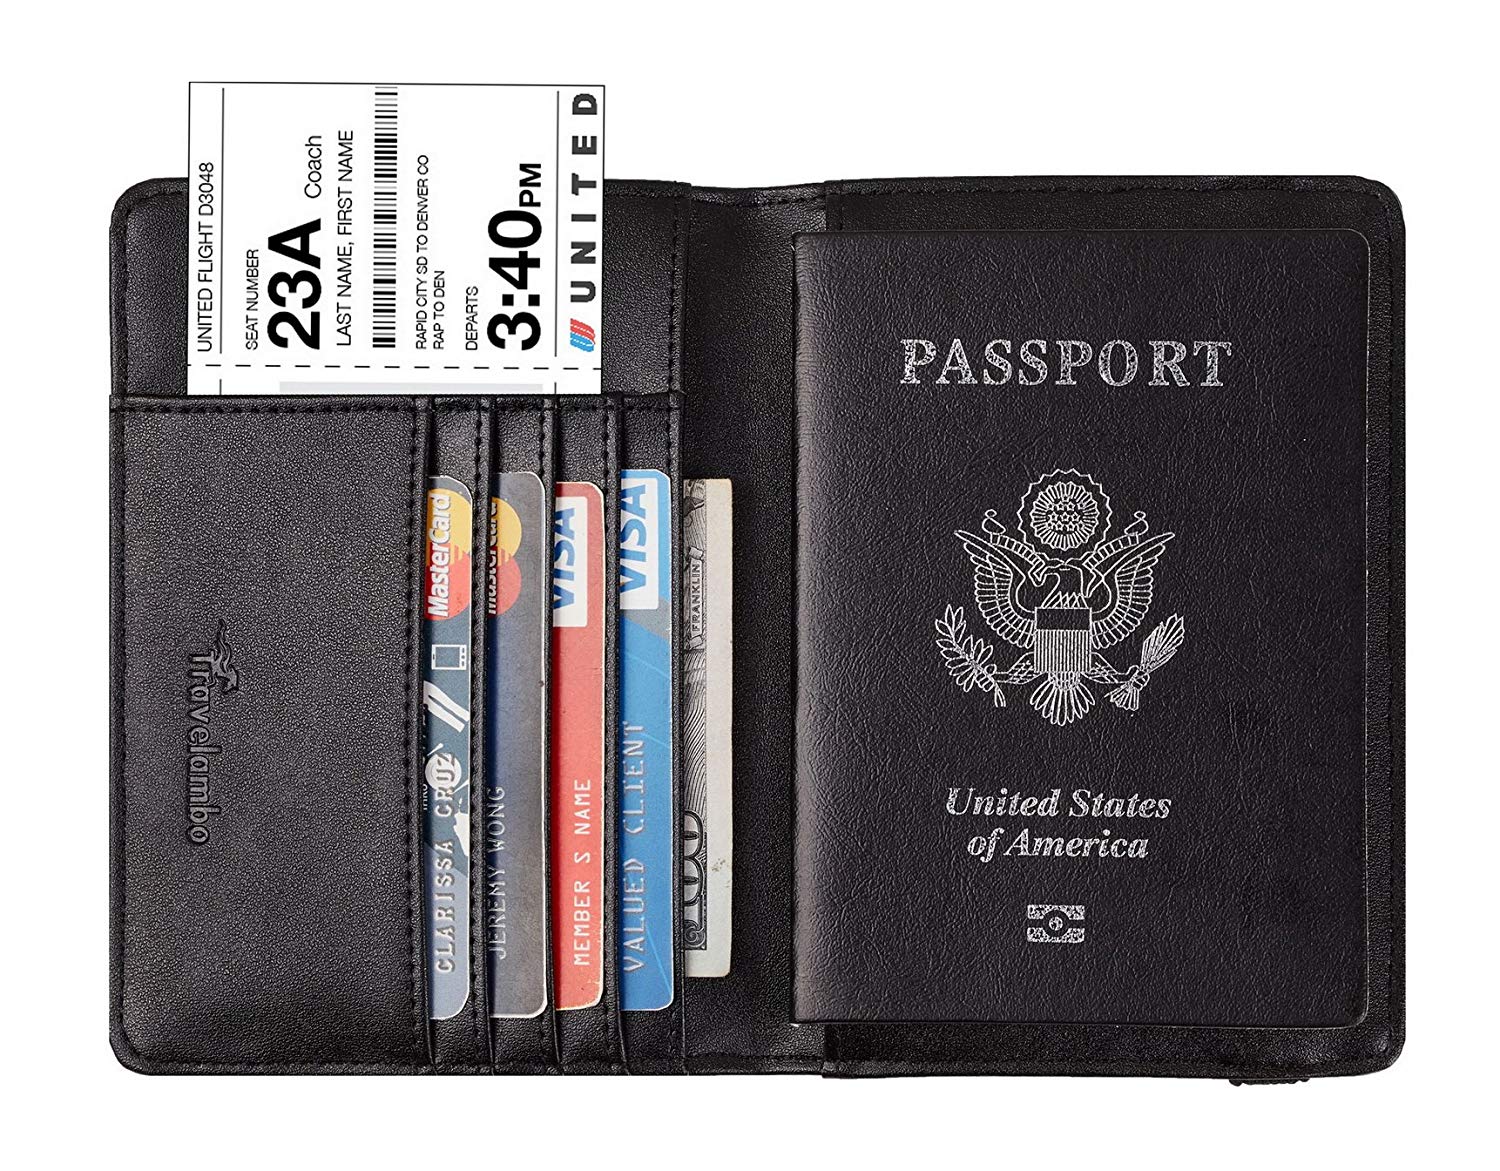 UNITED FLIGHT D3048
SEAT NUMBER
23A Coach
LAST NAME, FIRST NAME
RAPID CITY SD TO DENVER CO
RAP TO DEN
DEPARTS
3:40PM
UNITED
Travelambo
MasterCard
CLARISSA CRUZ
MasterCard
JEREMY WONG
VISA
MEMBER S NAME
VISA
VALUED CLIENT
FRANKLIN
100
PASSPORT
United States
of America